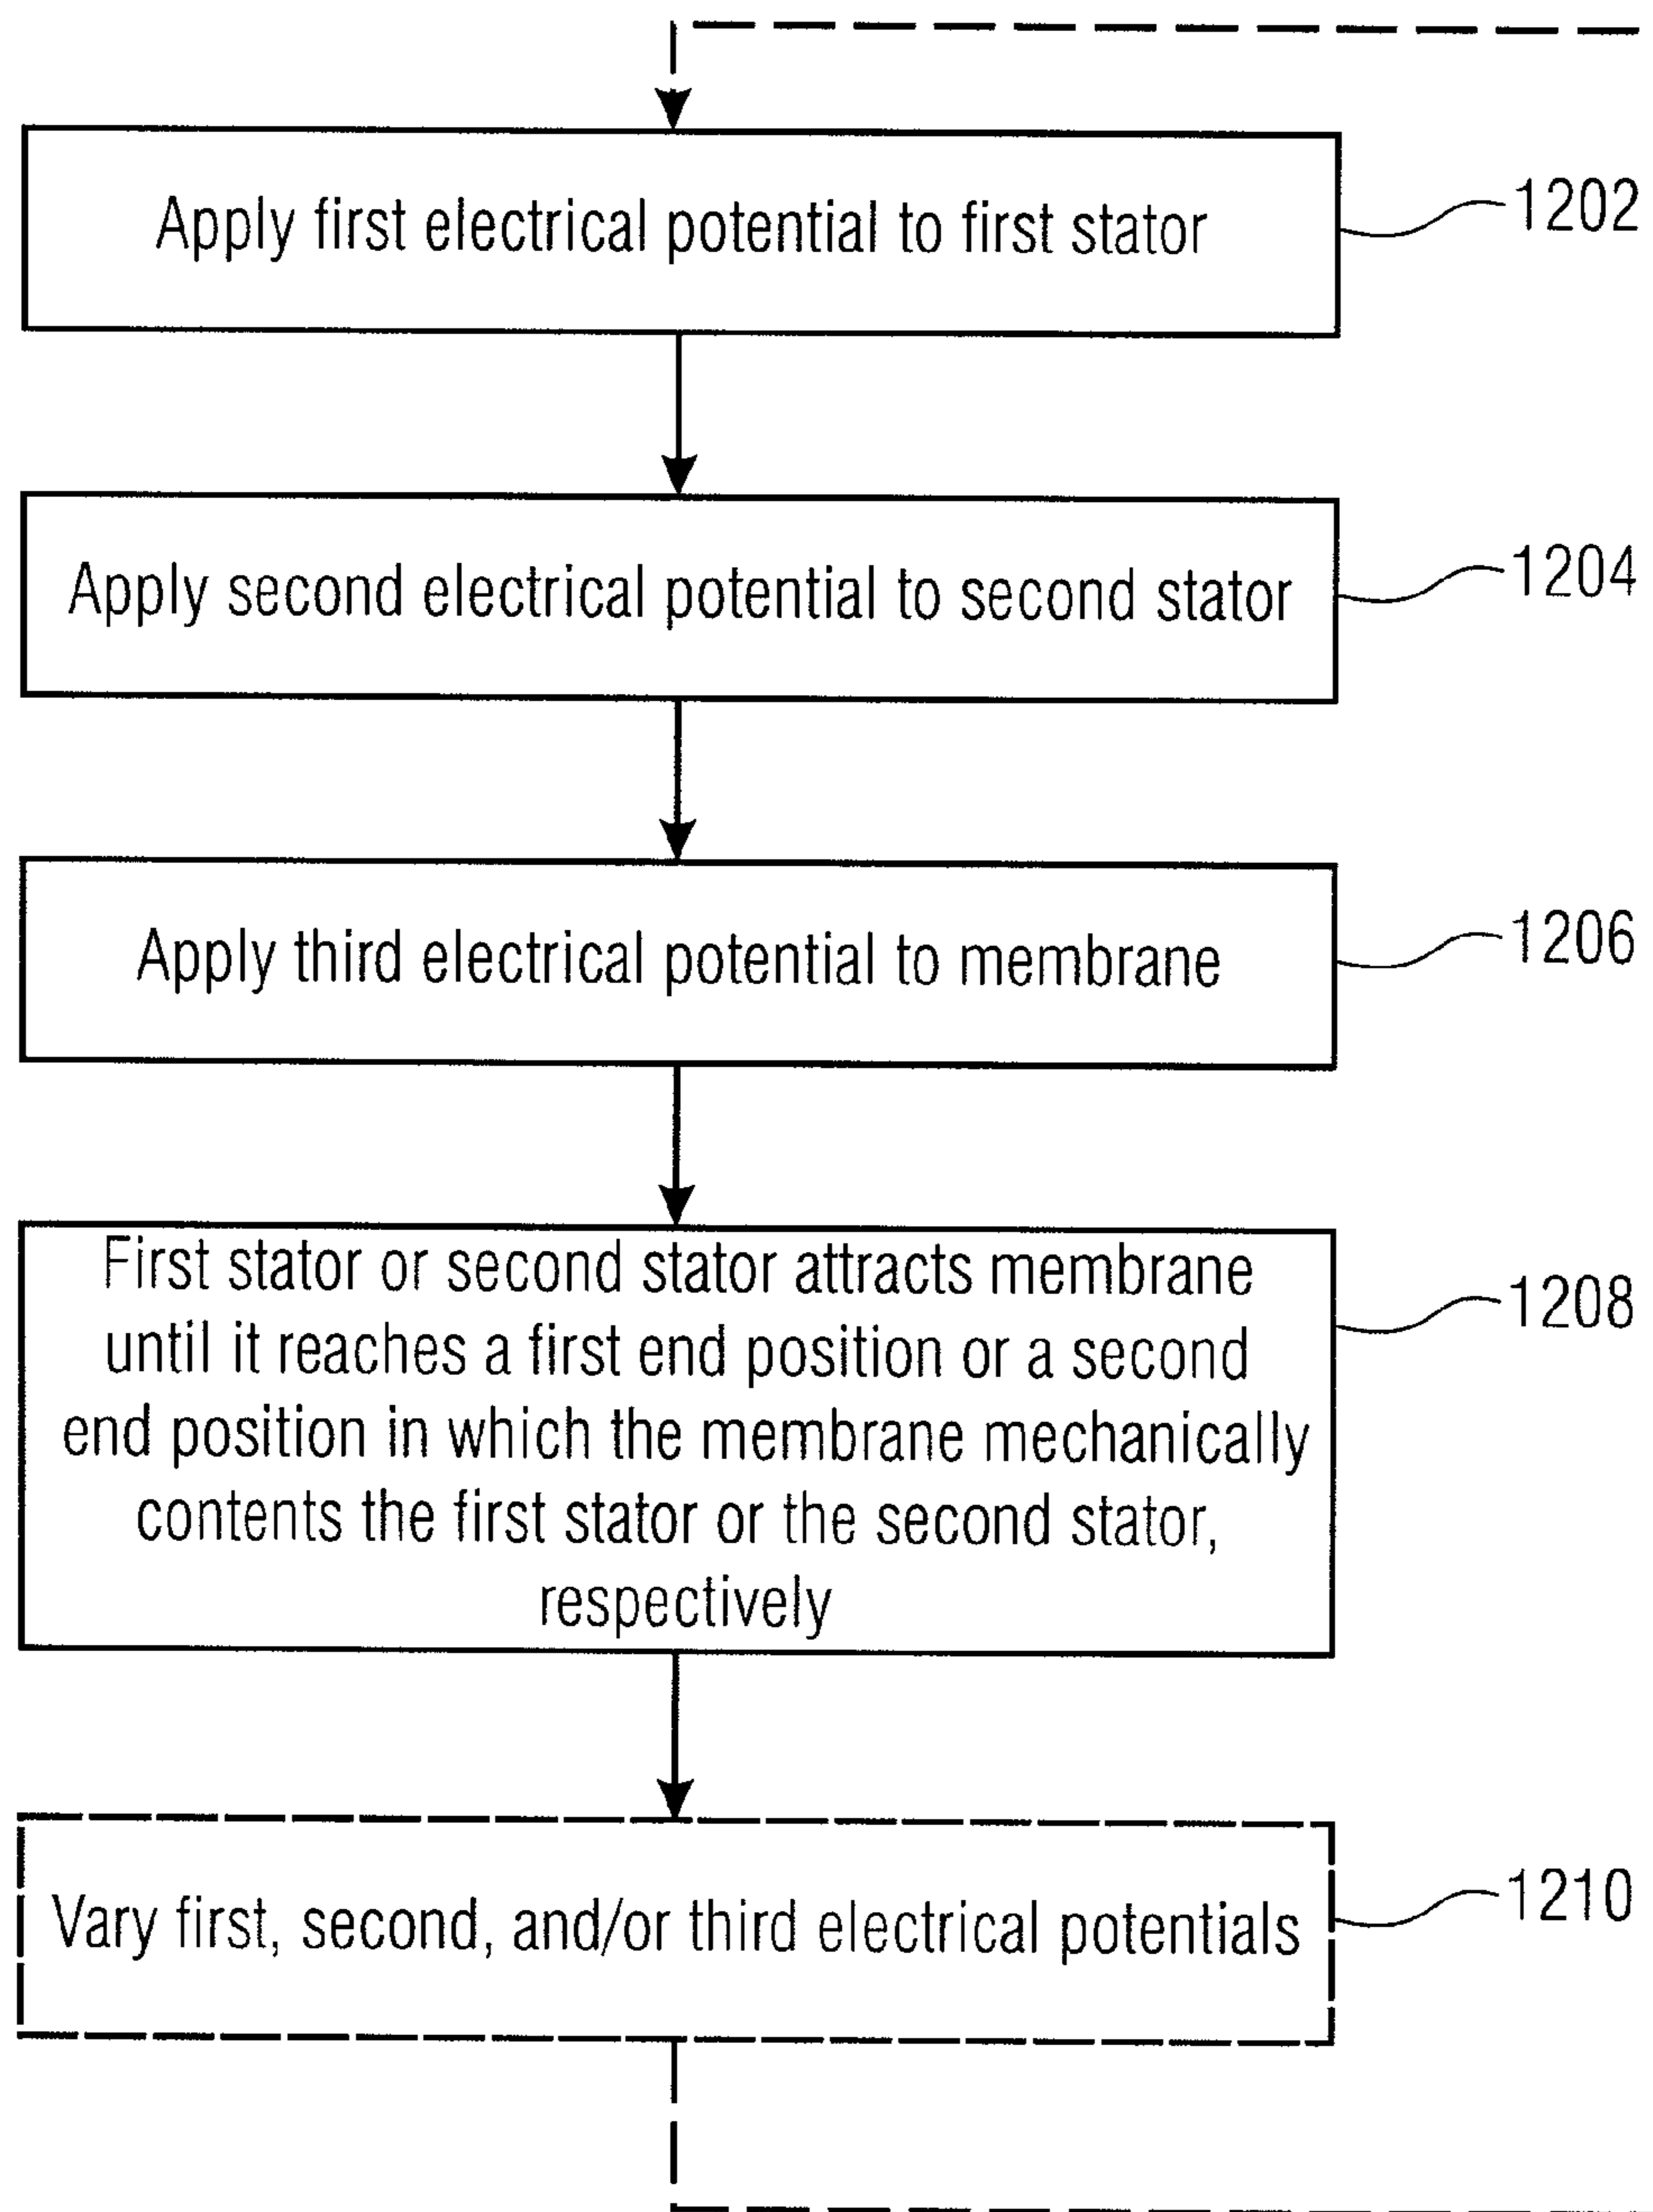 Apply first electrical potential to first stator
1202
Apply second electrical potential to second stator
1204
Apply third electrical potential to membrane
1206
First stator or second stator attracts membrane
until it reaches a first end position or a second
end position in which the membrane mechanically
contents the first stator or the second stator,
respectively
1208
Vary first, second, and/or third electrical potentials
1210